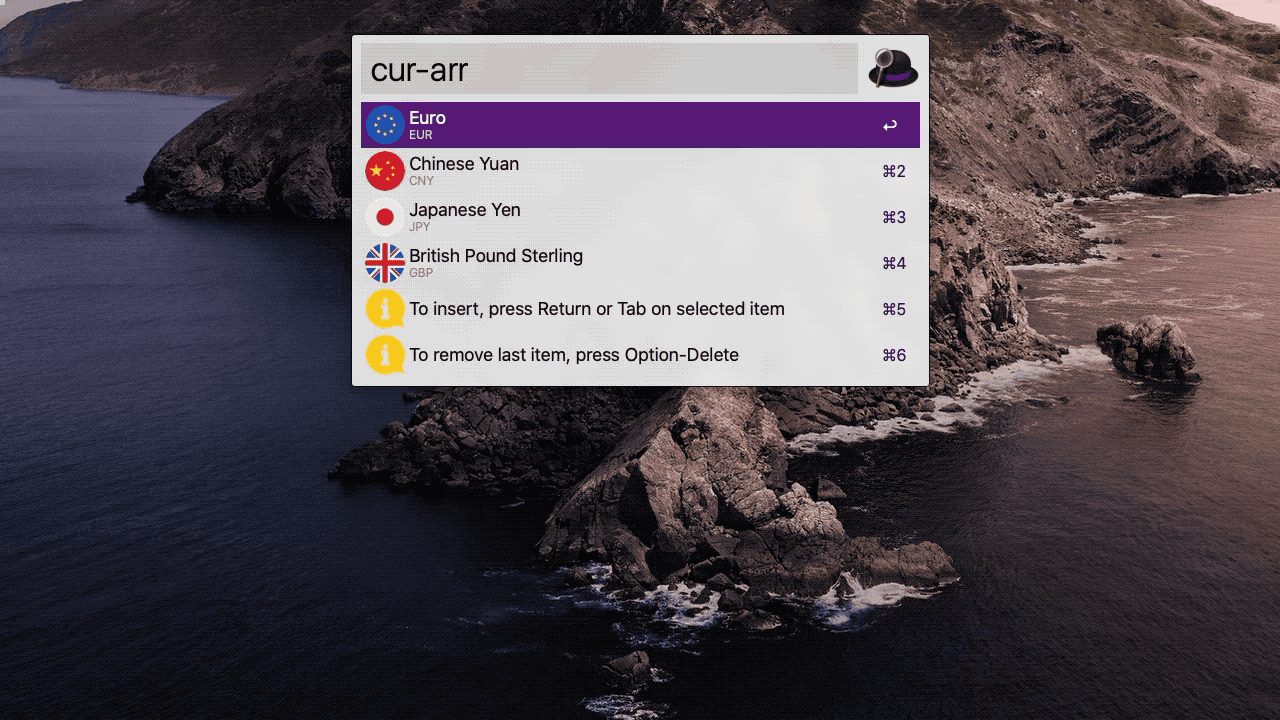 cur-arr
Euro
EUR
↩
Chinese Yuan
CNY
⌘2
Japanese Yen
JPY
⌘3
British Pound Sterling
GBP
⌘4
To insert, press Return or Tab on selected item
⌘5
To remove last item, press Option-Delete
⌘6